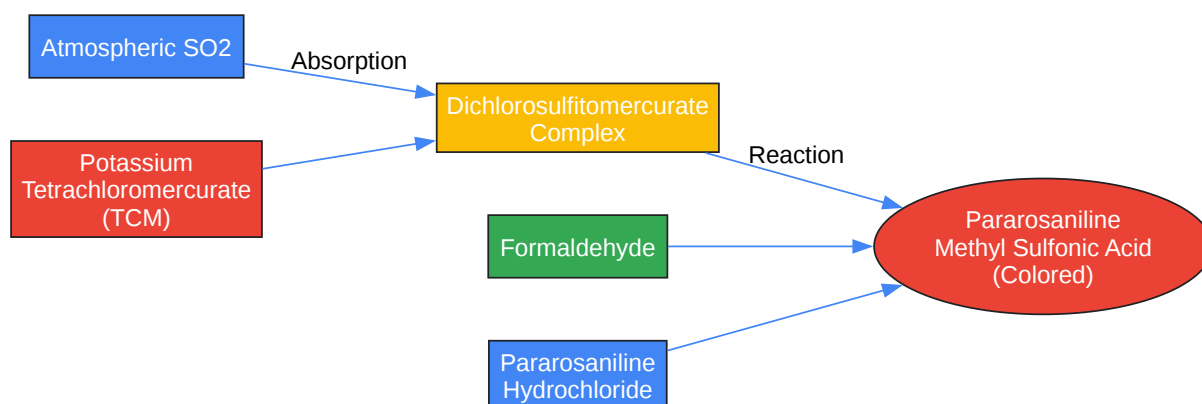 Atmospheric SO2
Absorption
Dichlorosulfitomercurate
Complex
Potassium
Tetrachloromercurate
(TCM)
Reaction
Formaldehyde
Pararosaniline
Methyl Sulfonic Acid
(Colored)
Pararosaniline
Hydrochloride